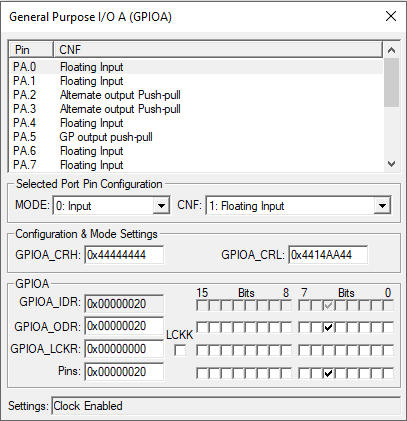 General Purpose I/O A (GPIOA)
Pin CNF
PA.0 Floating Input
PA.1 Floating Input
PA.2 Alternate output Push-pull
PA.3 Alternate output Push-pull
PA.4 Floating Input
PA.5 GP output push-pull
PA.6 Floating Input
PA.7 Floating Input
Selected Port Pin Configuration
MODE: 0: Input CNF: 1: Floating Input
Configuration & Mode Settings
GPIOA_CRH: 0x44444444 GPIOA_CRL: 0x4414AA44
GPIOA
15 Bits 8 7 Bits 0
GPIOA_IDR: 0x00000020
GPIOA_ODR: 0x00000020
LCKK
GPIOA_LCKR: 0x00000000
Pins: 0x00000020
Settings: Clock Enabled